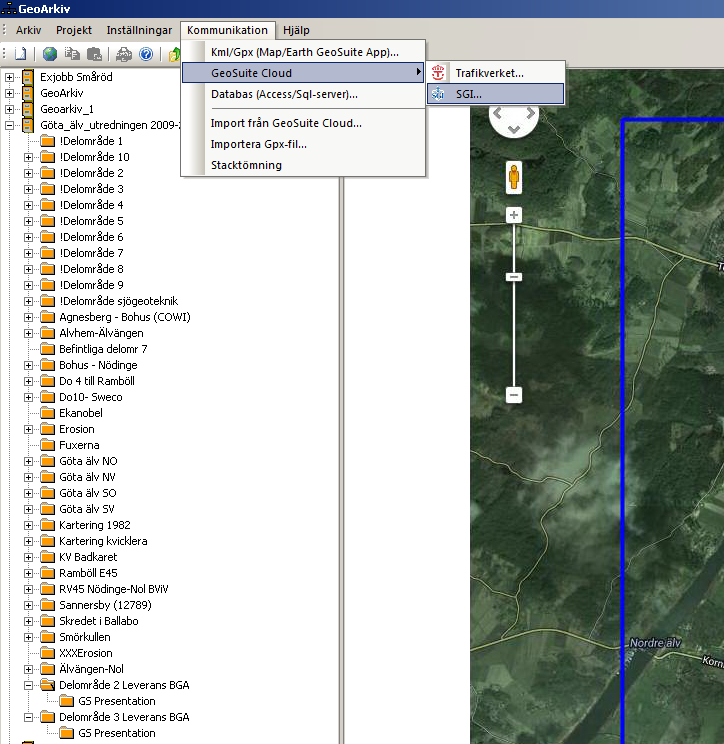 GeoArkiv
Arkiv Projekt Inställningar Kommunikation Hjälp
Kml/Gpx (Map/Earth GeoSuite App)...
GeoSuite Cloud
Databas (Access/Sql-server)...
Import från GeoSuite Cloud...
Importera Gpx-fil...
Stacktömning
Trafikverket...
SGI...
Exjobb Småröd
GeoArkiv
Geoarkiv_1
Göta_älv_utredningen 2009-2
!Delområde 1
!Delområde 10
!Delområde 2
!Delområde 3
!Delområde 4
!Delområde 5
!Delområde 6
!Delområde 7
!Delområde 8
!Delområde 9
!Delområde sjögeoteknik
Agnesberg - Bohus (COWI)
Alvhem-Älvängen
Befintliga delomr 7
Bohus - Nödinge
Do 4 till Ramböll
Do10- Sweco
Ekanobel
Erosion
Fuxerna
Göta älv NO
Göta älv NV
Göta älv SO
Göta älv SV
Kartering 1982
Kartering kvicklera
KV Badkaret
Ramböll E45
RV45 Nödinge-Nol BViV
Sannersby (12789)
Skredet i Ballabo
Smörkullen
XXXErosion
Älvängen-Nol
Delområde 2 Leverans BGA
GS Presentation
Delområde 3 Leverans BGA
GS Presentation
Nordre älv